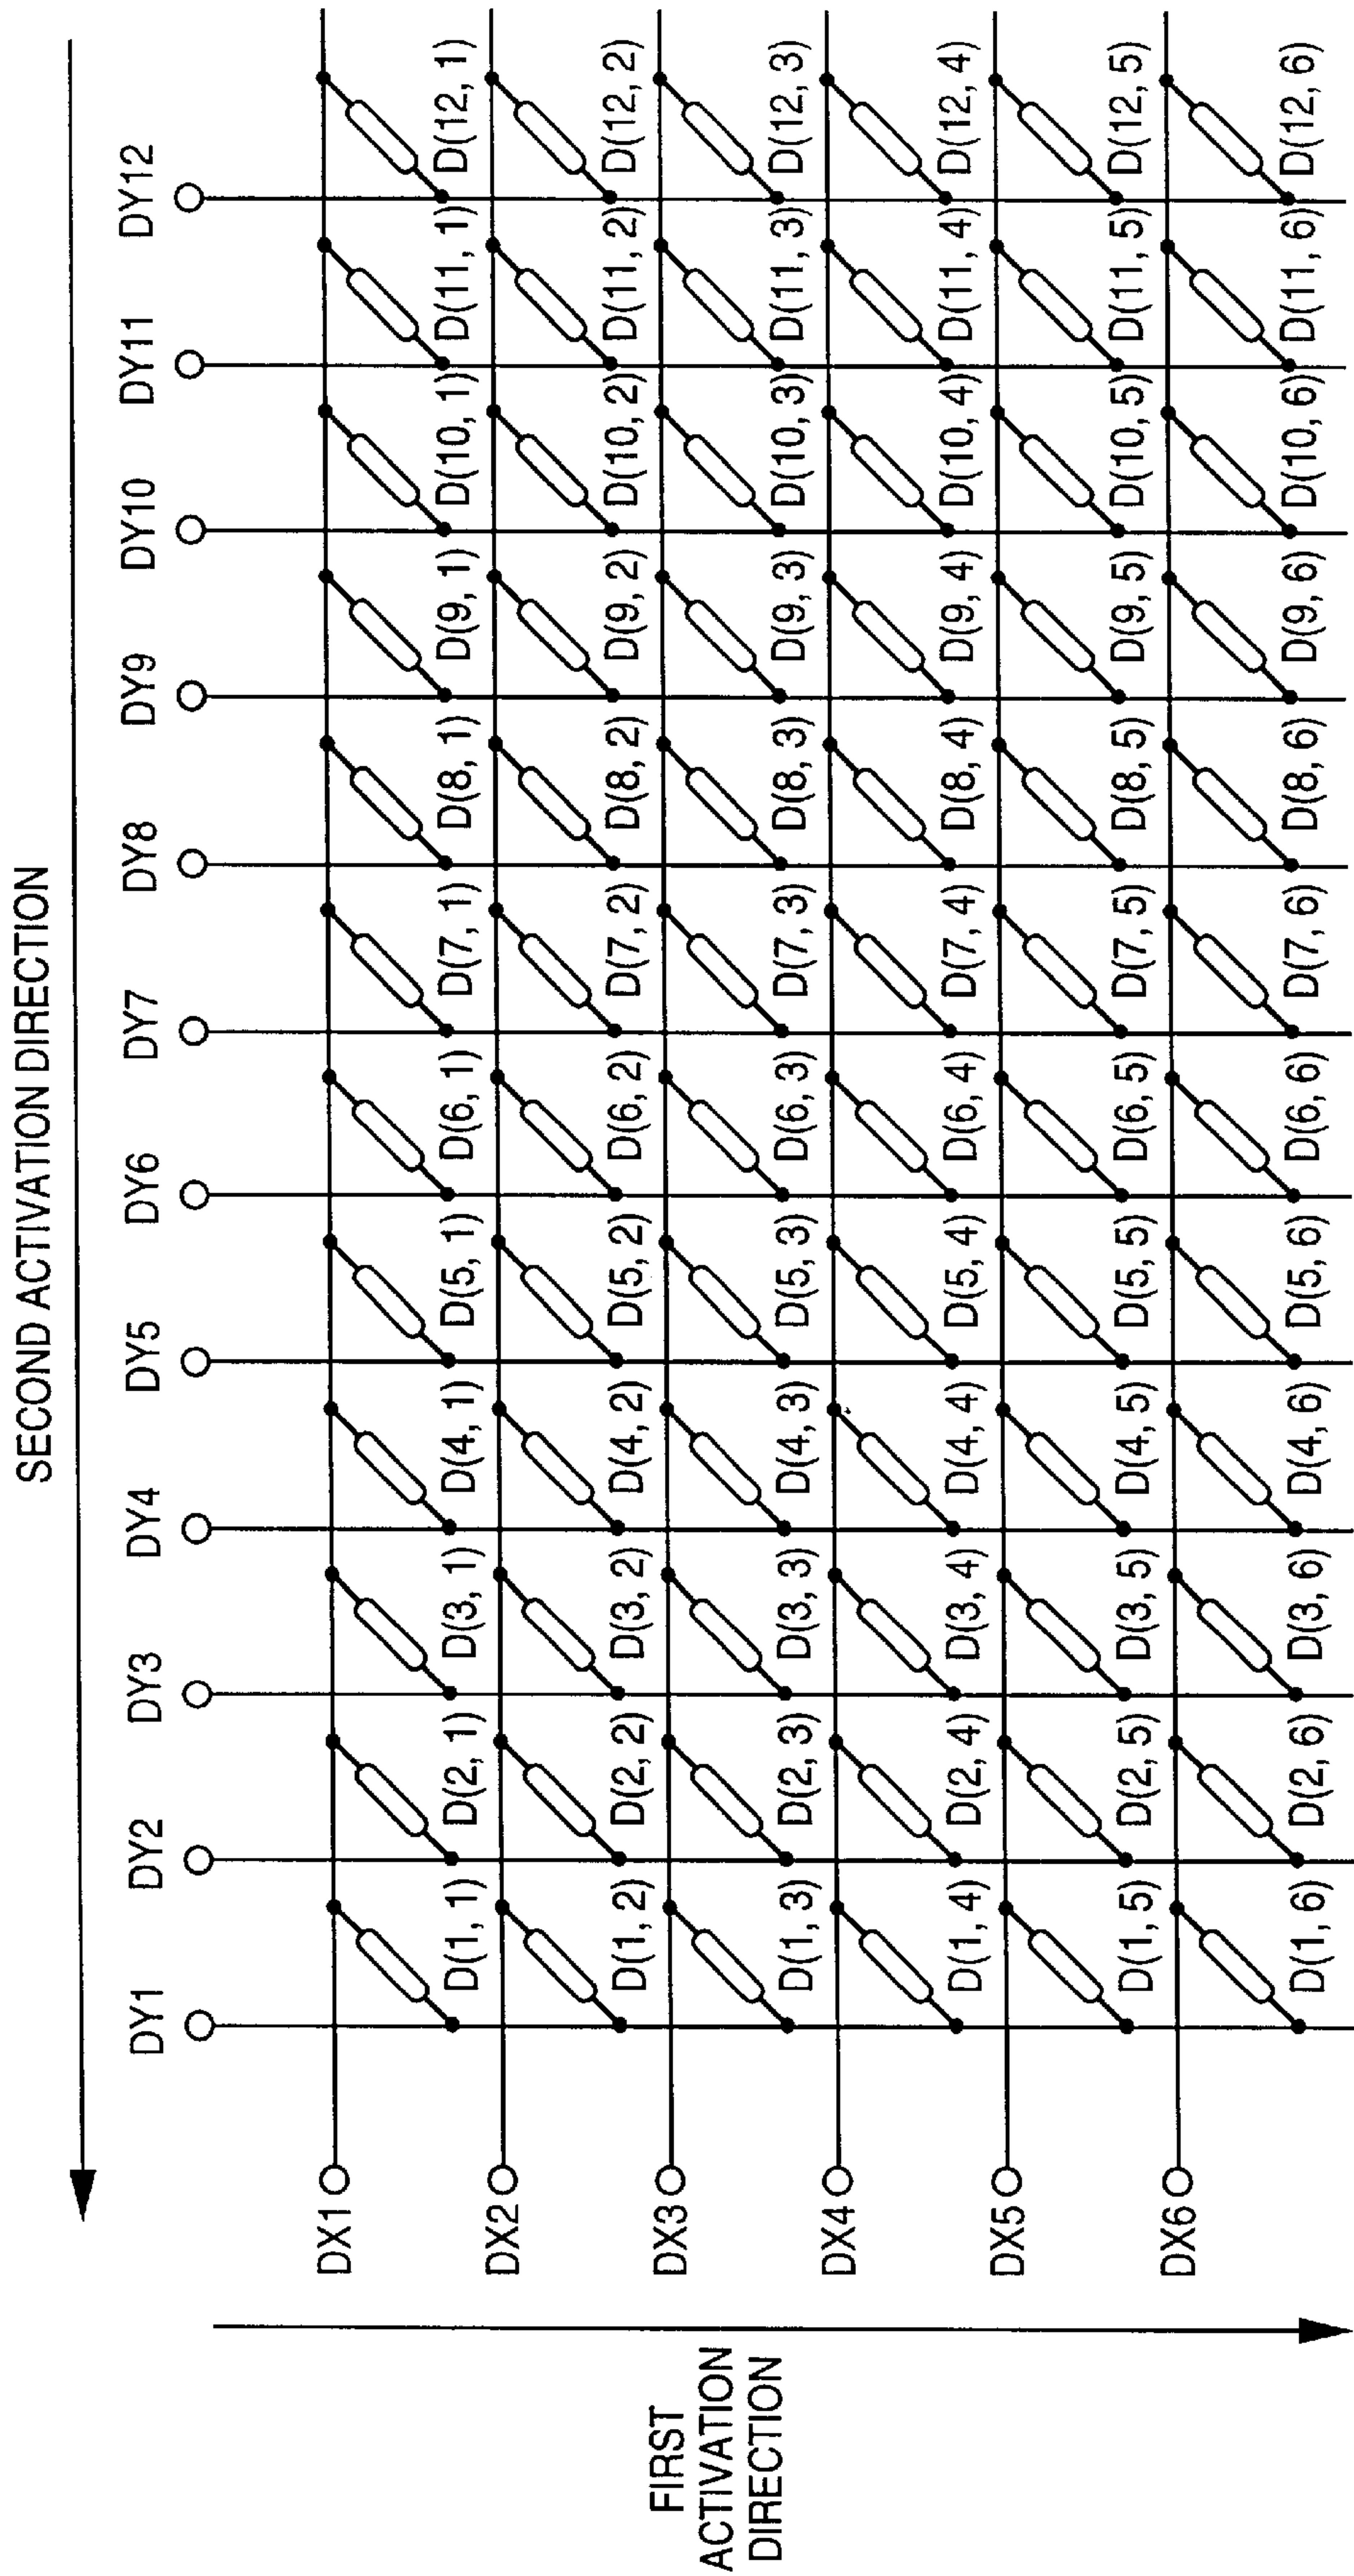 SECOND ACTIVATION DIRECTION
DY1 DY2 DY3 DY4 DY5 DY6 DY7 DY8 DY9 DY10 DY11 DY12
DX1
D(1, 1) D(2, 1) D(3, 1) D(4, 1) D(5, 1) D(6, 1) D(7, 1) D(8, 1) D(9, 1) D(10, 1) D(11, 1) D(12, 1)
DX2
D(1, 2) D(2, 2) D(3, 2) D(4, 2) D(5, 2) D(6, 2) D(7, 2) D(8, 2) D(9, 2) D(10, 2) D(11, 2) D(12, 2)
DX3
D(1, 3) D(2, 3) D(3, 3) D(4, 3) D(5, 3) D(6, 3) D(7, 3) D(8, 3) D(9, 3) D(10, 3) D(11, 3) D(12, 3)
DX4
D(1, 4) D(2, 4) D(3, 4) D(4, 4) D(5, 4) D(6, 4) D(7, 4) D(8, 4) D(9, 4) D(10, 4) D(11, 4) D(12, 4)
DX5
D(1, 5) D(2, 5) D(3, 5) D(4, 5) D(5, 5) D(6, 5) D(7, 5) D(8, 5) D(9, 5) D(10, 5) D(11, 5) D(12, 5)
DX6
D(1, 6) D(2, 6) D(3, 6) D(4, 6) D(5, 6) D(6, 6) D(7, 6) D(8, 6) D(9, 6) D(10, 6) D(11, 6) D(12, 6)
FIRST
ACTIVATION
DIRECTION